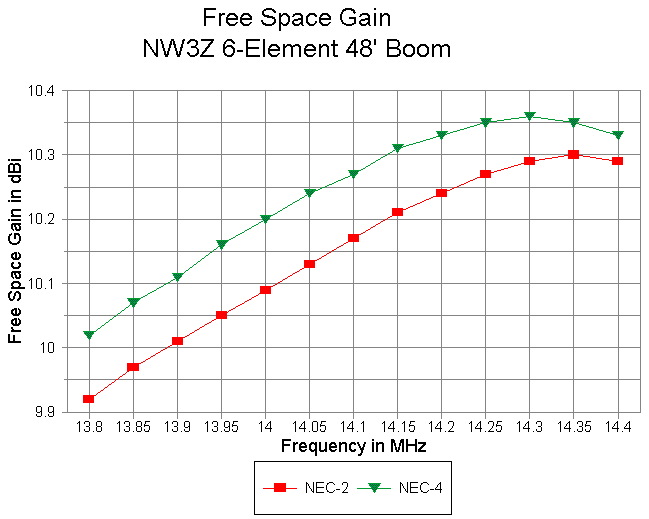 Free Space Gain
NW3Z 6-Element 48' Boom
Free Space Gain in dBi
10.4
10.3
10.2
10.1
10
9.9
13.8 13.85 13.9 13.95 14 14.05 14.1 14.15 14.2 14.25 14.3 14.35 14.4
Frequency in MHz
NEC-2 NEC-4